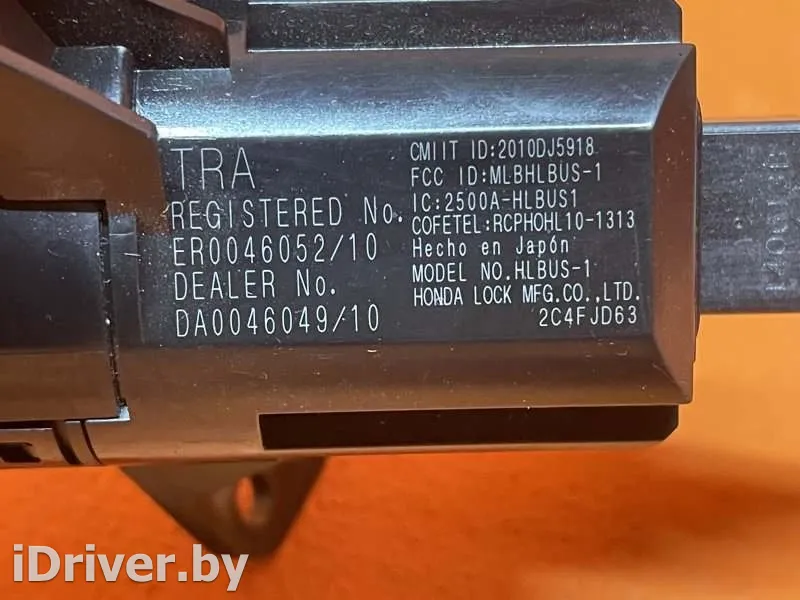 TRA
REGISTERED No.
ER0046052/10
DEALER No.
DA0046049/10
CMIIT ID:2010DJ5918
FCC ID:MLBHLBUS-1
IC:2500A-HLBUS1
COFETEL:RCPHOHL10-1313
Hecho en Japón
MODEL NO.HLBUS-1
HONDA LOCK MFG.CO.,LTD.
2C4FJD63
iDriver.by